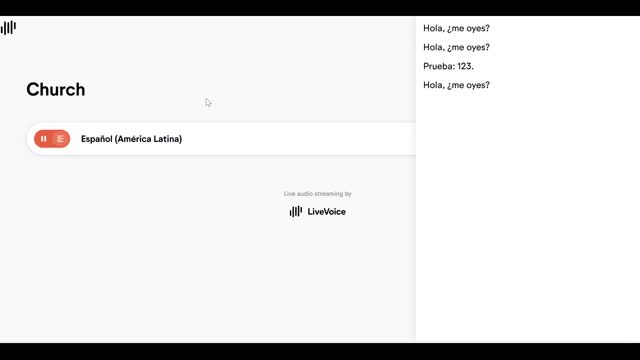 Church
Español (América Latina)
Live audio streaming by
LiveVoice
Hola, ¿me oyes?
Hola, ¿me oyes?
Prueba: 123.
Hola, ¿me oyes?